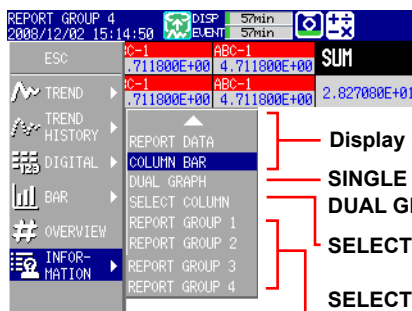 REPORT GROUP 4
2008/12/02 15:14:50
DISP 57min
EVENT 57min
C-1 ABC-1 SUM
.711800E+00 4.711800E+00
C-1 ABC-1
.711800E+00 4.711800E+00 2.827080E+01
ESC
TREND
TREND
HISTORY
DIGITAL
BAR
OVERVIEW
INFOR-
MATION
REPORT DATA
COLUMN BAR
DUAL GRAPH
SELECT COLUMN
REPORT GROUP 1
REPORT GROUP 2
REPORT GROUP 3
REPORT GROUP 4
Display
SINGLE
DUAL G
SELECT
SELECT